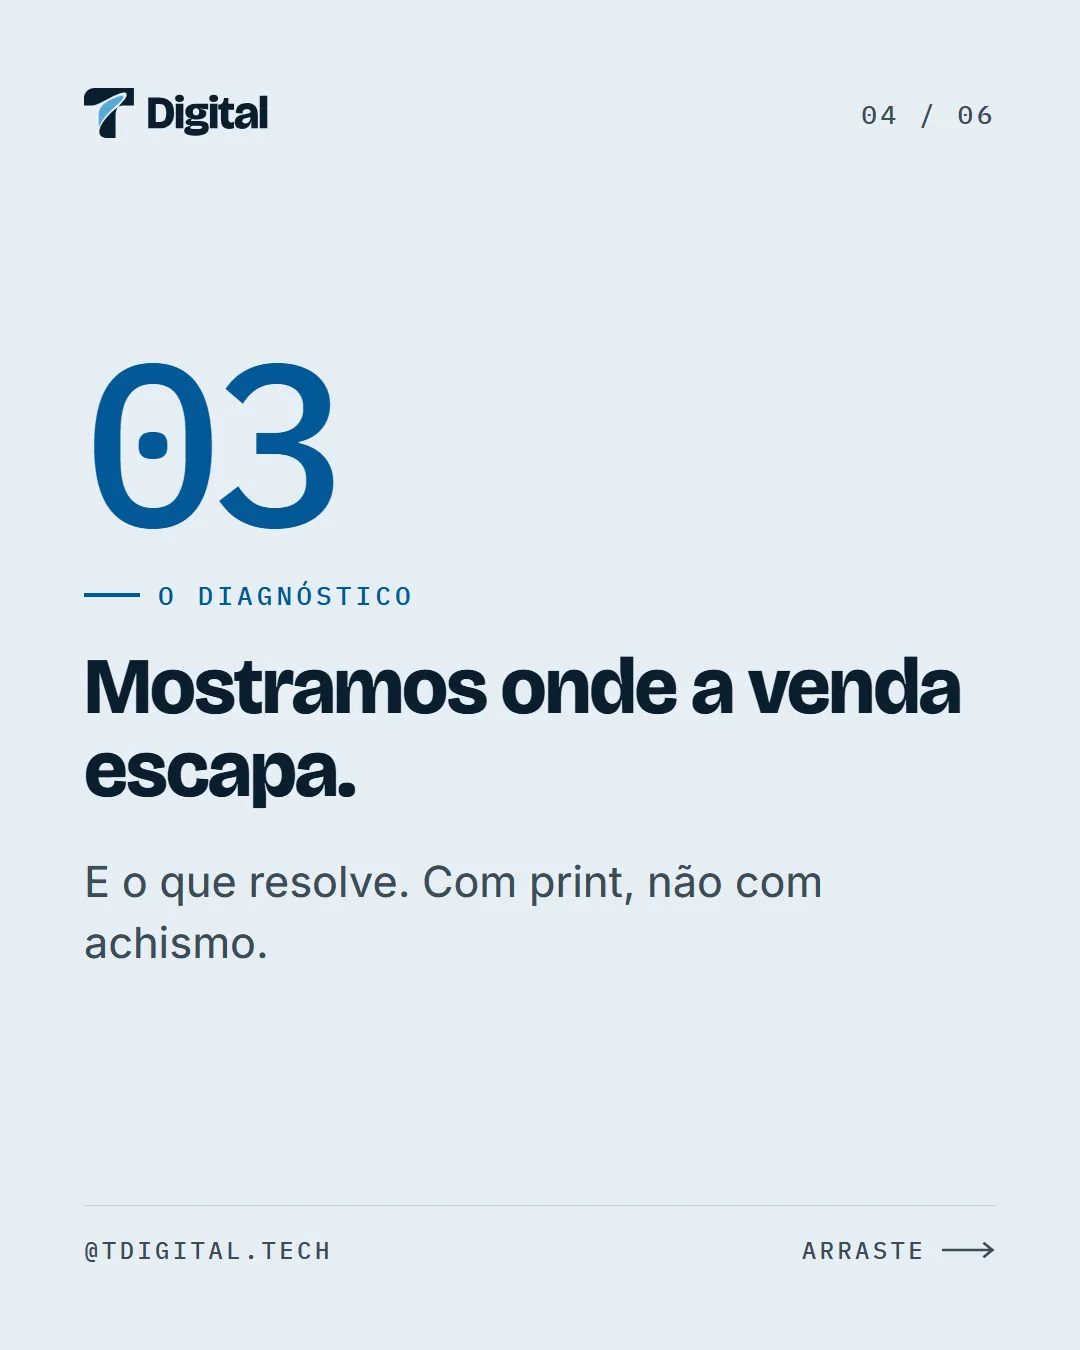 Digital
04 / 06
03
O DIAGNÓSTICO
Mostramos onde a venda
escapa.
E o que resolve. Com print, não com
achismo.
@TDIGITAL.TECH
ARRASTE